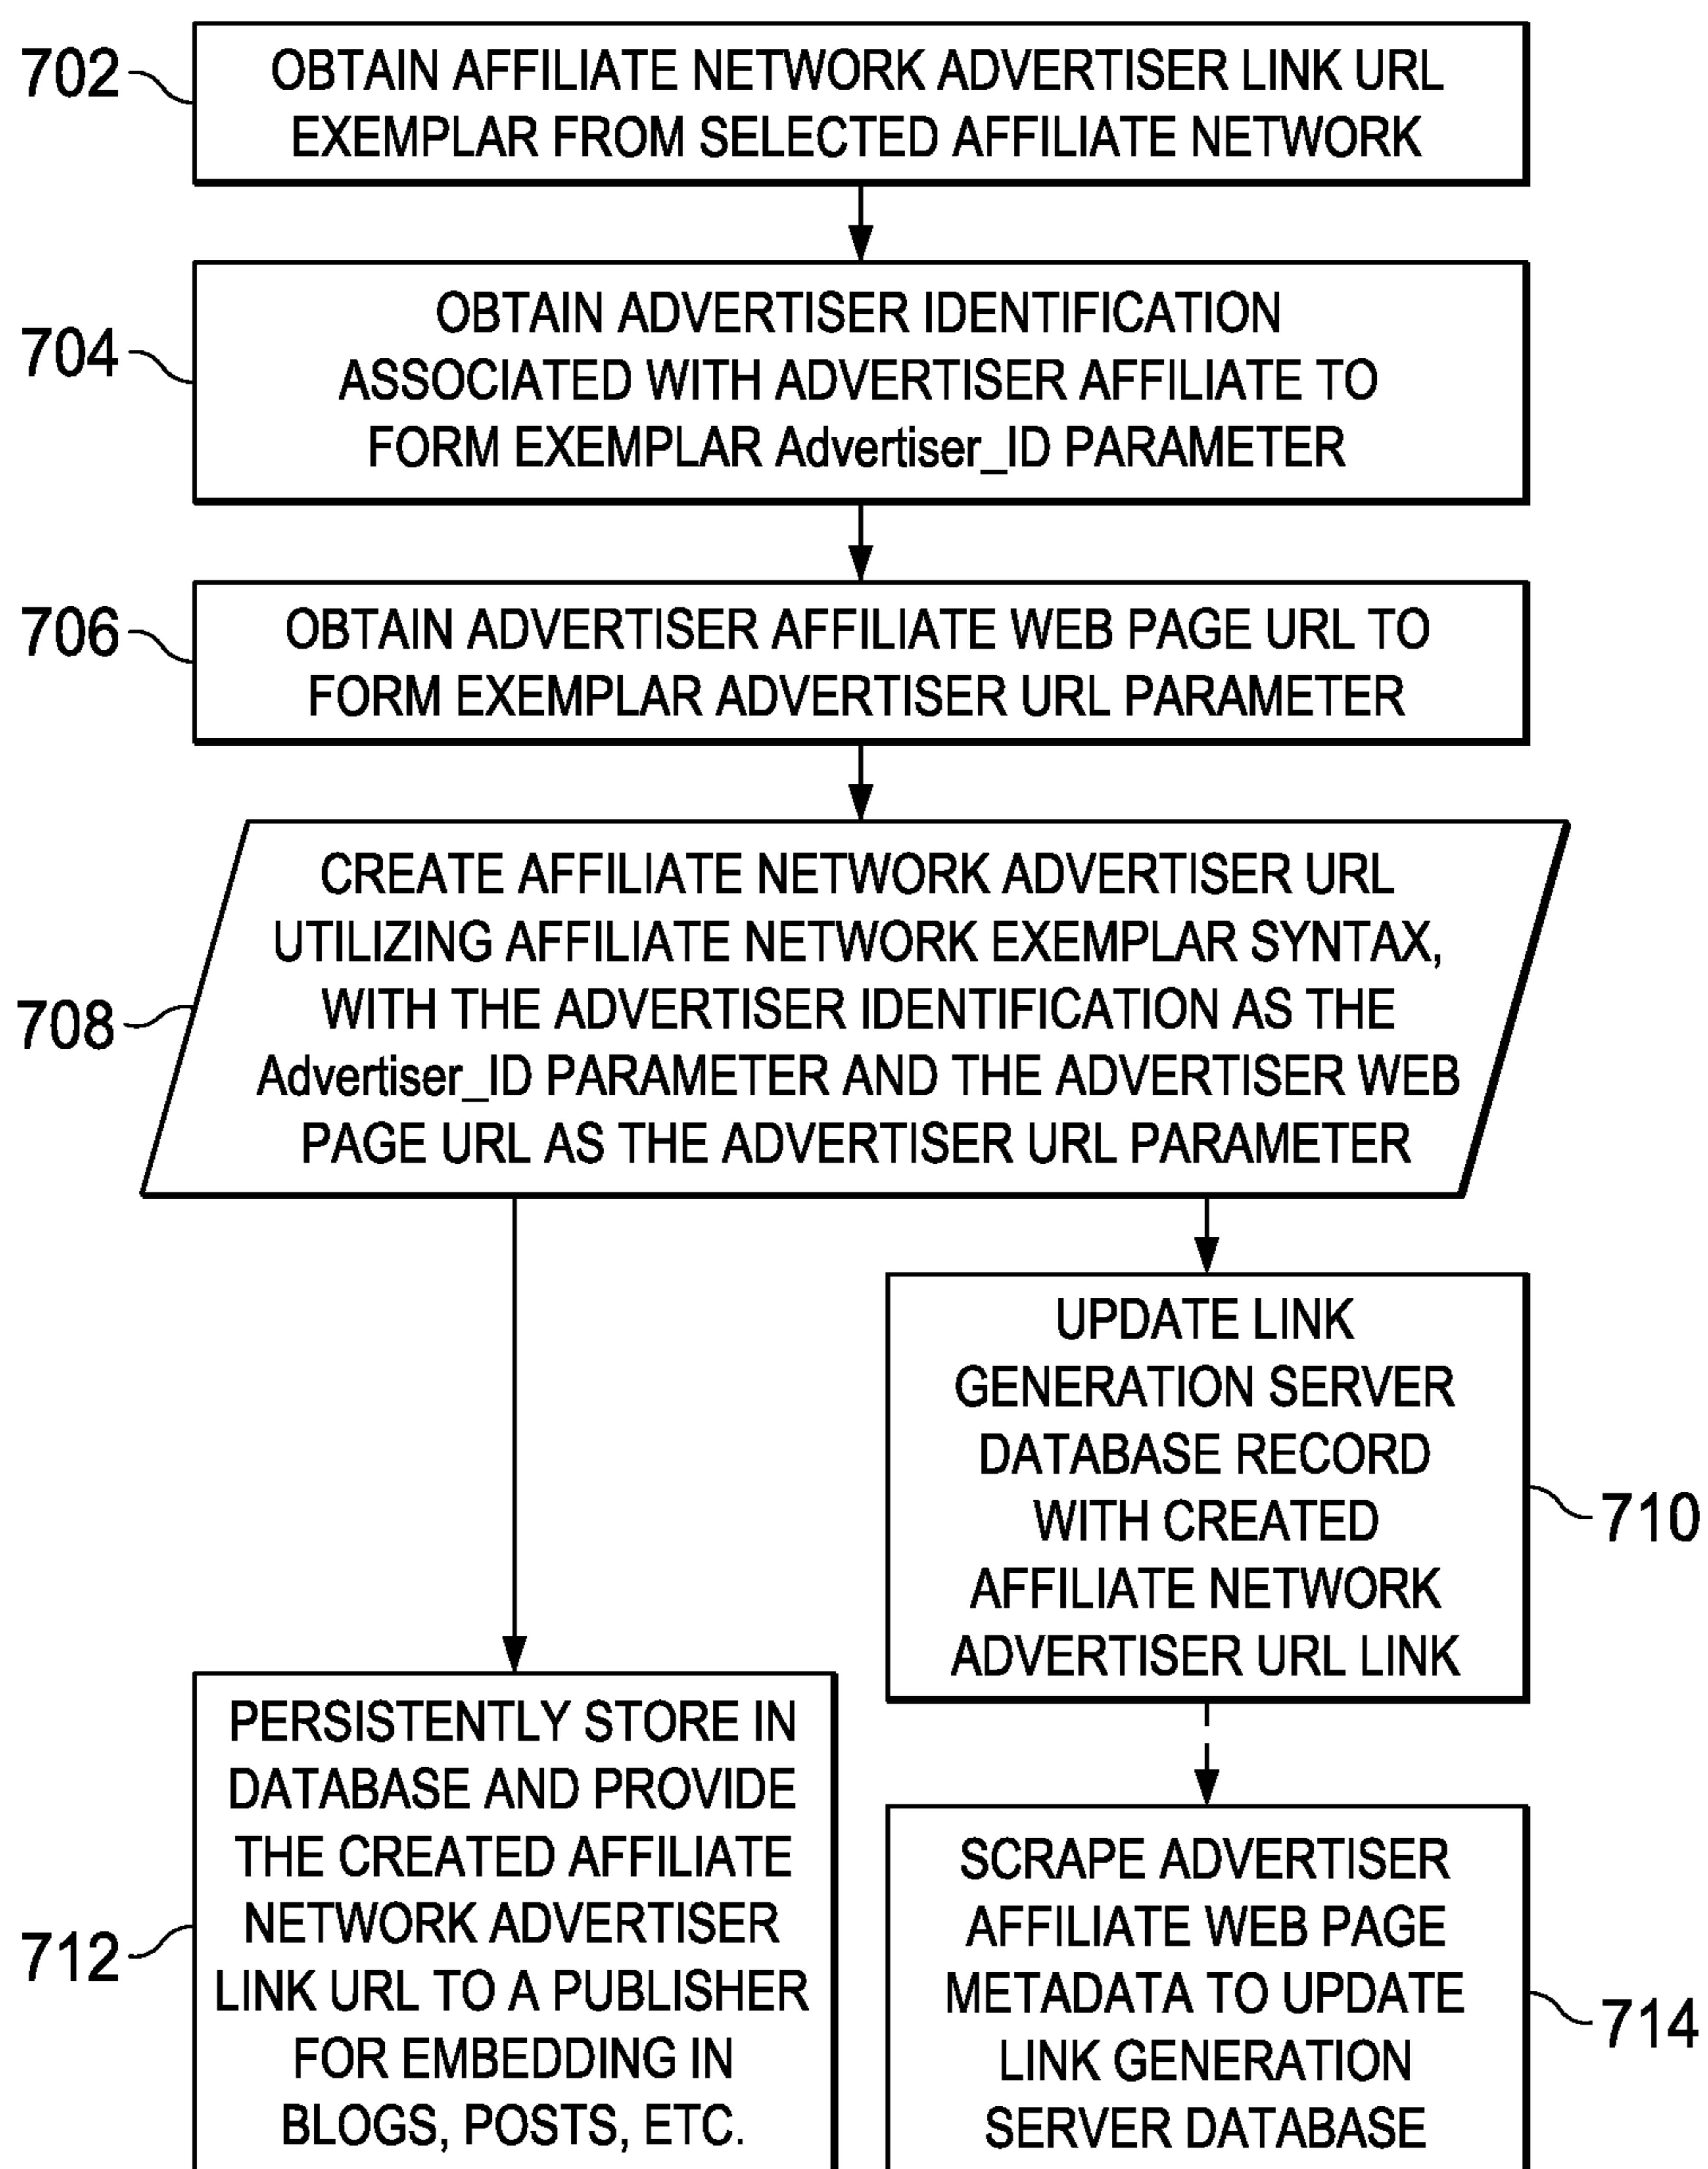 702
OBTAIN AFFILIATE NETWORK ADVERTISER LINK URL
EXEMPLAR FROM SELECTED AFFILIATE NETWORK
704
OBTAIN ADVERTISER IDENTIFICATION
ASSOCIATED WITH ADVERTISER AFFILIATE TO
FORM EXEMPLAR Advertiser_ID PARAMETER
706
OBTAIN ADVERTISER AFFILIATE WEB PAGE URL TO
FORM EXEMPLAR ADVERTISER URL PARAMETER
708
CREATE AFFILIATE NETWORK ADVERTISER URL
UTILIZING AFFILIATE NETWORK EXEMPLAR SYNTAX,
WITH THE ADVERTISER IDENTIFICATION AS THE
Advertiser_ID PARAMETER AND THE ADVERTISER WEB
PAGE URL AS THE ADVERTISER URL PARAMETER
UPDATE LINK
GENERATION SERVER
DATABASE RECORD
WITH CREATED
AFFILIATE NETWORK
ADVERTISER URL LINK
710
712
PERSISTENTLY STORE IN
DATABASE AND PROVIDE
THE CREATED AFFILIATE
NETWORK ADVERTISER
LINK URL TO A PUBLISHER
FOR EMBEDDING IN
BLOGS, POSTS, ETC.
SCRAPE ADVERTISER
AFFILIATE WEB PAGE
METADATA TO UPDATE
LINK GENERATION
SERVER DATABASE
714